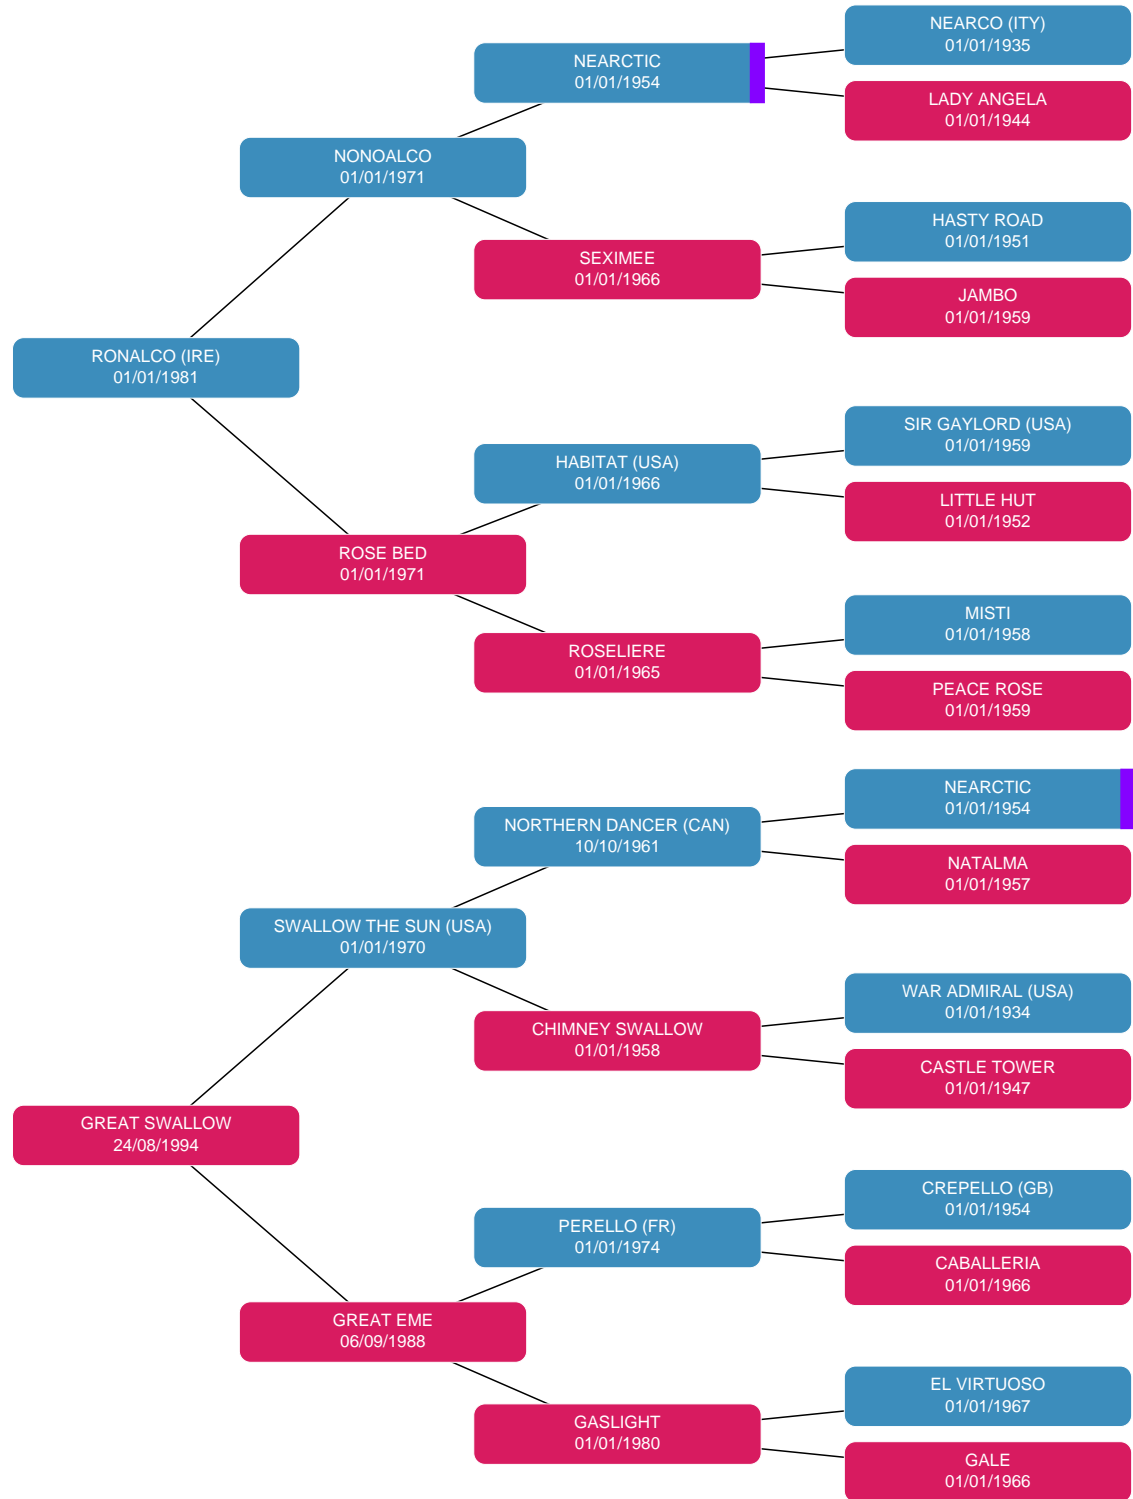 NEARCO (ITY)
01/01/1935
NEARCTIC
01/01/1954
LADY ANGELA
01/01/1944
NONOALCO
01/01/1971
HASTY ROAD
01/01/1951
SEXIMEE
01/01/1966
JAMBO
01/01/1959
RONALCO (IRE)
01/01/1981
SIR GAYLORD (USA)
01/01/1959
HABITAT (USA)
01/01/1966
LITTLE HUT
01/01/1952
ROSE BED
01/01/1971
MISTI
01/01/1958
ROSELIERE
01/01/1965
PEACE ROSE
01/01/1959
NEARCTIC
01/01/1954
NORTHERN DANCER (CAN)
10/10/1961
NATALMA
01/01/1957
SWALLOW THE SUN (USA)
01/01/1970
WAR ADMIRAL (USA)
01/01/1934
CHIMNEY SWALLOW
01/01/1958
CASTLE TOWER
01/01/1947
GREAT SWALLOW
24/08/1994
CREPELLO (GB)
01/01/1954
PERELLO (FR)
01/01/1974
CABALLERIA
01/01/1966
GREAT EME
06/09/1988
EL VIRTUOSO
01/01/1967
GASLIGHT
01/01/1980
GALE
01/01/1966